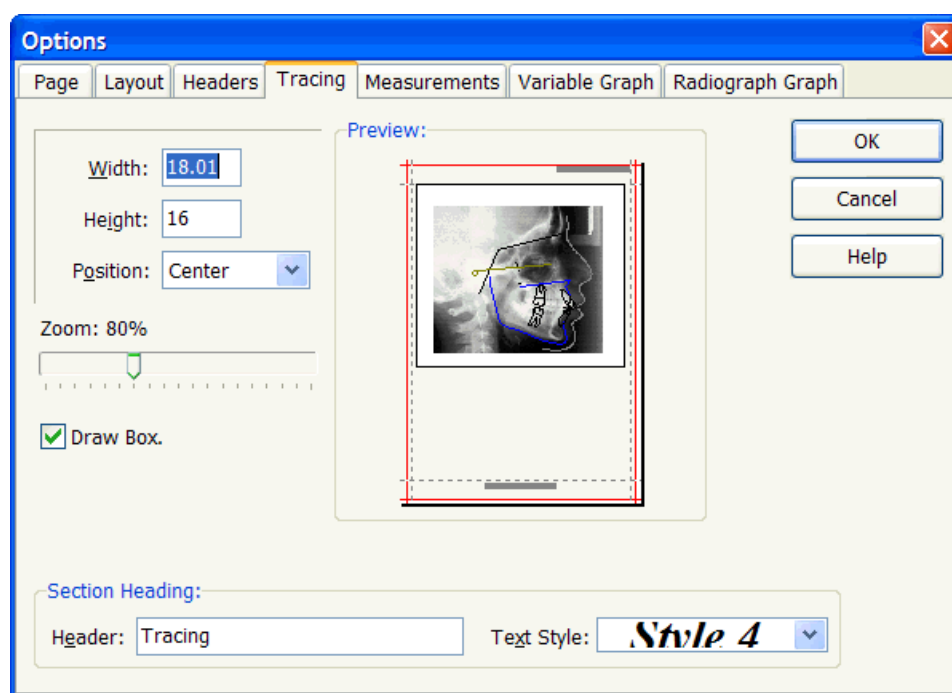 Options
Page Layout Headers Tracing Measurements Variable Graph Radiograph Graph
Width: 18.01
Height: 16
Position: Center
Zoom: 80%
Draw Box.
Preview:
OK
Cancel
Help
Section Heading:
Header: Tracing
Text Style: Style 4